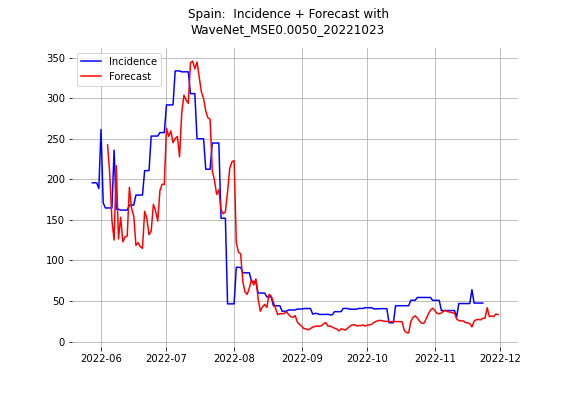 Spain:  Incidence + Forecast with
WaveNet_MSE0.0050_20221023
Incidence
Forecast
350
300
250
200
150
100
50
0
2022-06 2022-07 2022-08 2022-09 2022-10 2022-11 2022-12